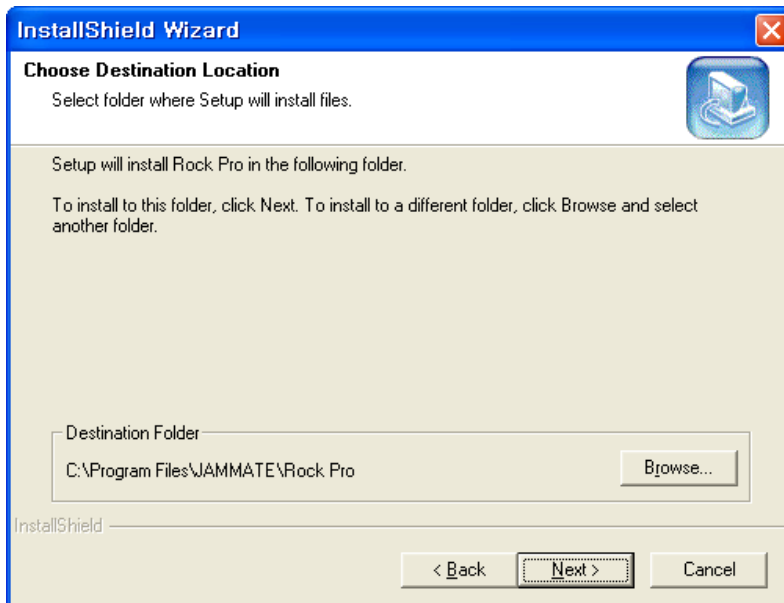 InstallShield Wizard
Choose Destination Location
Select folder where Setup will install files.
Setup will install Rock Pro in the following folder.
To install to this folder, click Next. To install to a different folder, click Browse and select
another folder.
Destination Folder
C:\Program Files\JAMMATE\Rock Pro
Browse...
InstallShield
< Back
Next >
Cancel